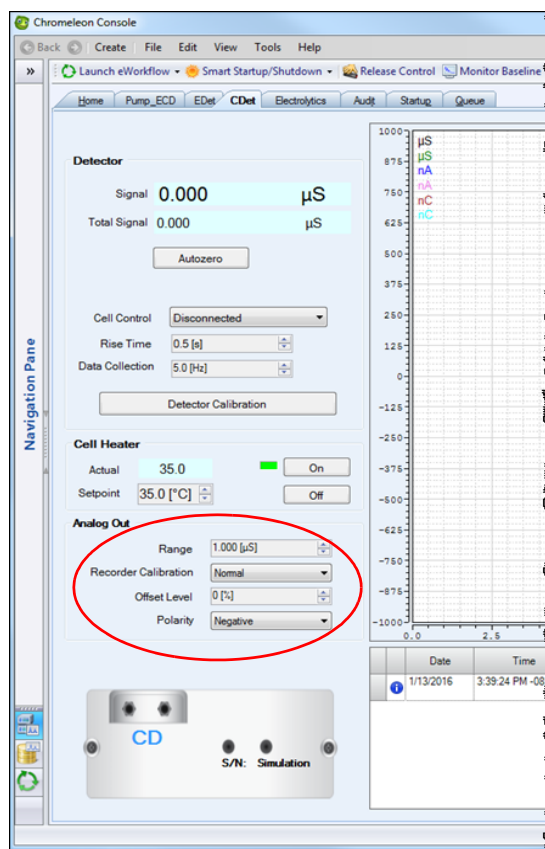 Chromeleon Console
Back Create File Edit View Tools Help
» Launch eWorkflow Smart Startup/Shutdown Release Control Monitor Baseline
Home Pump_ECD EDet CDet Electrolytics Audit Startup Queue
Navigation Pane
Detector
Signal 0.000 µS
Total Signal 0.000 µS
Autozero
Cell Control Disconnected
Rise Time 0.5 [s]
Data Collection 5.0 [Hz]
Detector Calibration
Cell Heater
Actual 35.0 On
Setpoint 35.0 [°C] Off
Analog Out
Range 1.000 [µS]
Recorder Calibration Normal
Offset Level 0 [%]
Polarity Negative
CD
S/N: Simulation
1000
µS
µS
875
nA
nA
750
nC
nC
625
500
375
250
125
0
-125
-250
-375
-500
-625
-750
-875
-1000
0.0 2.5
Date Time
1/13/2016 3:39:24 PM -08